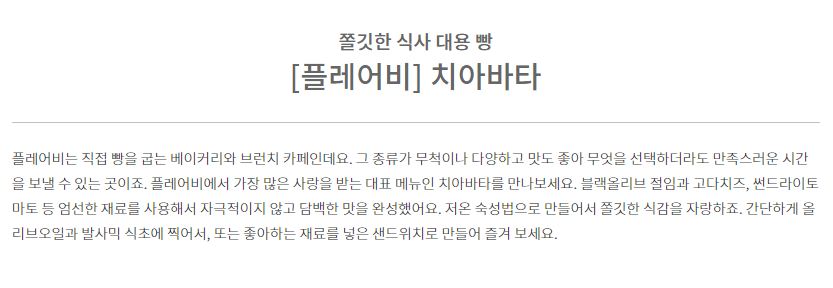 쫄깃한 식사 대용 빵
[플레어비] 치아바타
플레어비는 직접 빵을 굽는 베이커리와 브런치 카페인데요. 그 종류가 무척이나 다양하고 맛도 좋아 무엇을 선택하더라도 만족스러운 시간
을 보낼 수 있는 곳이죠. 플레어비에서 가장 많은 사랑을 받는 대표 메뉴인 치아바타를 만나보세요. 블랙올리브 절임과 고다치즈, 썬드라이토
마토 등 엄선한 재료를 사용해서 자극적이지 않고 담백한 맛을 완성했어요. 저온 숙성법으로 만들어서 쫄깃한 식감을 자랑하죠. 간단하게 올
리브오일과 발사믹 식초에 찍어서, 또는 좋아하는 재료를 넣은 샌드위치로 만들어 즐겨 보세요.